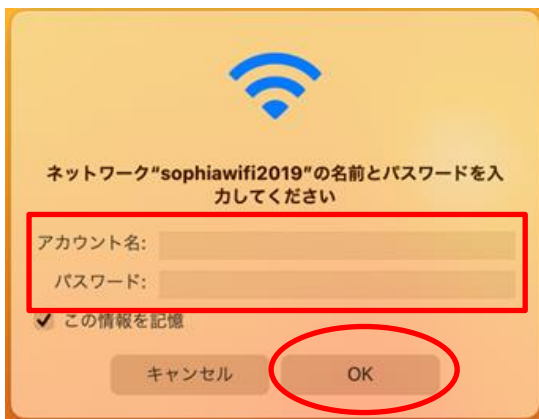 ネットワーク“sophiawifi2019”の名前とパスワードを入
力してください
アカウント名:
パスワード:
この情報を記憶
キャンセル
OK